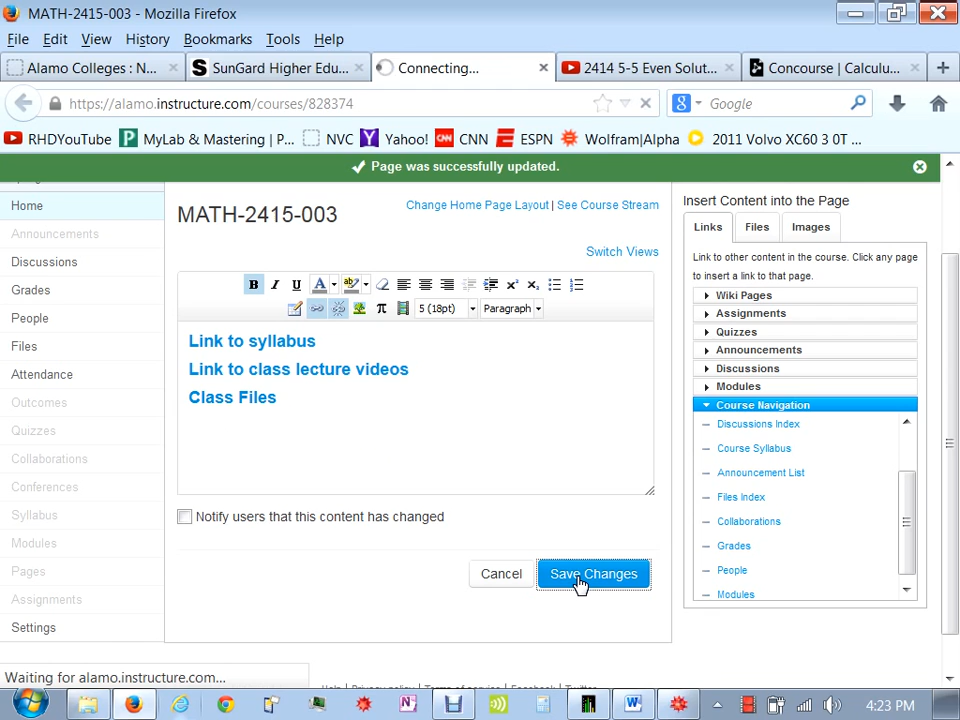 MATH-2415-003 - Mozilla Firefox
File Edit View History Bookmarks Tools Help
Alamo Colleges : N... SunGard Higher Edu... Connecting... 2414 5-5 Even Solut... Concourse | Calculu...
https://alamo.instructure.com/courses/828374 Google
RHDYouTube MyLab & Mastering | P... NVC Yahoo! CNN ESPN Wolfram|Alpha 2011 Volvo XC60 3 0T ...
Page was successfully updated.
Home
Announcements
Discussions
Grades
People
Files
Attendance
Outcomes
Quizzes
Collaborations
Conferences
Syllabus
Modules
Pages
Assignments
Settings
MATH-2415-003
Change Home Page Layout | See Course Stream
Switch Views
B I U A ab
5 (18pt) Paragraph
Link to syllabus
Link to class lecture videos
Class Files
Notify users that this content has changed
Cancel Save Changes
Insert Content into the Page
Links Files Images
Link to other content in the course. Click any page
to insert a link to that page.
Wiki Pages
Assignments
Quizzes
Announcements
Discussions
Modules
Course Navigation
Discussions Index
Course Syllabus
Announcement List
Files Index
Collaborations
Grades
People
Modules
Waiting for alamo.instructure.com...
4:23 PM